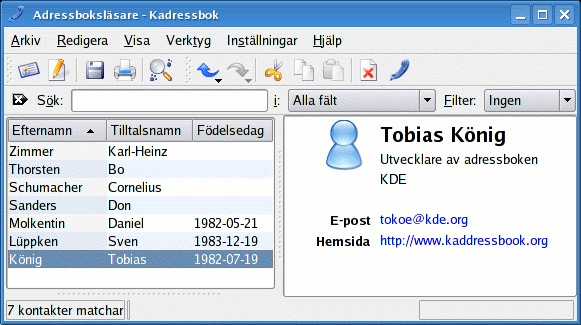 Adressboksläsare - Kadressbok
Arkiv Redigera Visa Verktyg Inställningar Hjälp
Sök: i: Alla fält Filter: Ingen
Efternamn Tilltalsnamn Födelsedag
Zimmer Karl-Heinz
Thorsten Bo
Schumacher Cornelius
Sanders Don
Molkentin Daniel 1982-05-21
Lüppken Sven 1983-12-19
König Tobias 1982-07-19
Tobias König
Utvecklare av adressboken
KDE
E-post tokoe@kde.org
Hemsida http://www.kaddressbook.org
7 kontakter matchar